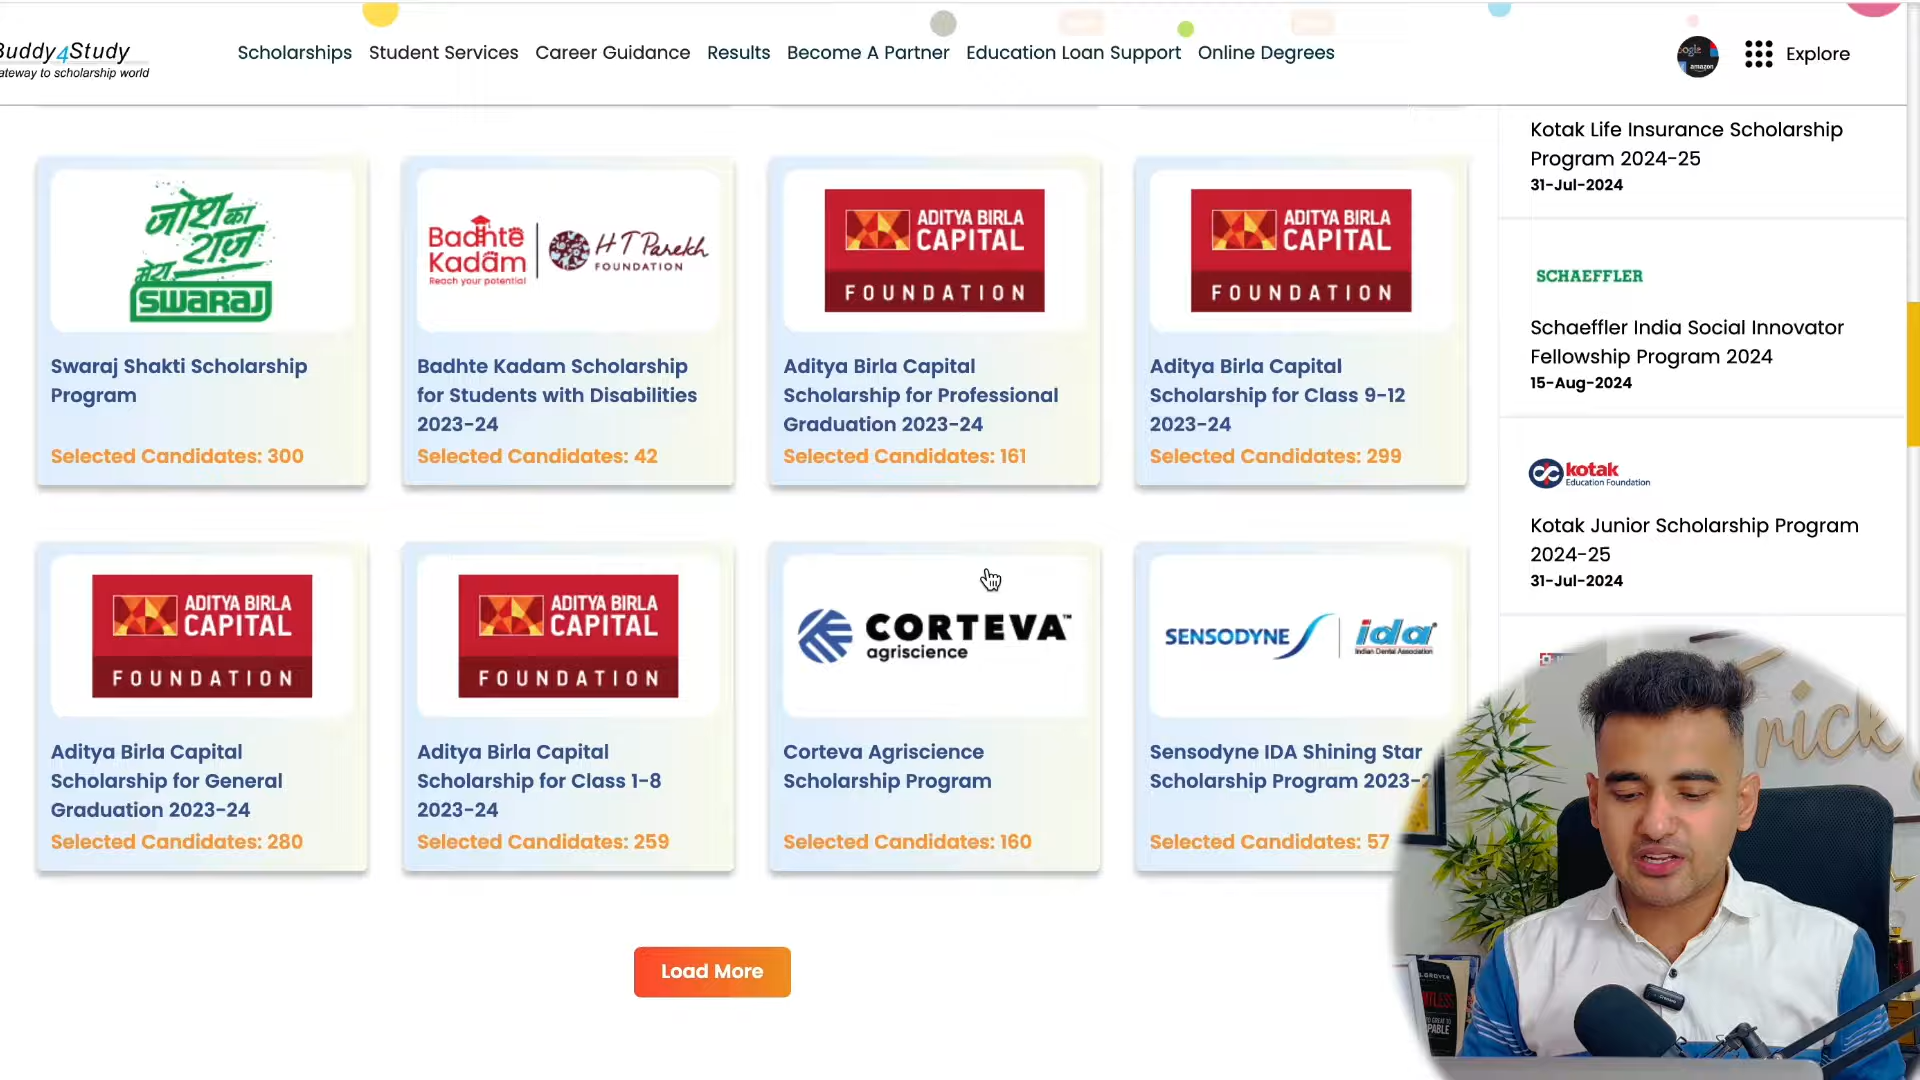 Buddy4Study
ateway to scholarship world
Scholarships Student Services Career Guidance Results Become A Partner Education Loan Support Online Degrees
Explore
जोश का
राज़
मेरा
SWARAJ
Swaraj Shakti Scholarship
Program
Selected Candidates: 300
Badhte
Kadam
Reach your potential
HT Parekh
FOUNDATION
Badhte Kadam Scholarship
for Students with Disabilities
2023-24
Selected Candidates: 42
ADITYA BIRLA
CAPITAL
FOUNDATION
Aditya Birla Capital
Scholarship for Professional
Graduation 2023-24
Selected Candidates: 161
ADITYA BIRLA
CAPITAL
FOUNDATION
Aditya Birla Capital
Scholarship for Class 9-12
2023-24
Selected Candidates: 299
ADITYA BIRLA
CAPITAL
FOUNDATION
Aditya Birla Capital
Scholarship for General
Graduation 2023-24
Selected Candidates: 280
ADITYA BIRLA
CAPITAL
FOUNDATION
Aditya Birla Capital
Scholarship for Class 1-8
2023-24
Selected Candidates: 259
CORTEVA™
agriscience
Corteva Agriscience
Scholarship Program
Selected Candidates: 160
SENSODYNE
ida
Indian Dental Association
Sensodyne IDA Shining Star
Scholarship Program 2023-2
Selected Candidates: 57
Load More
Kotak Life Insurance Scholarship
Program 2024-25
31-Jul-2024
SCHAEFFLER
Schaeffler India Social Innovator
Fellowship Program 2024
15-Aug-2024
kotak
Education Foundation
Kotak Junior Scholarship Program
2024-25
31-Jul-2024
Trick